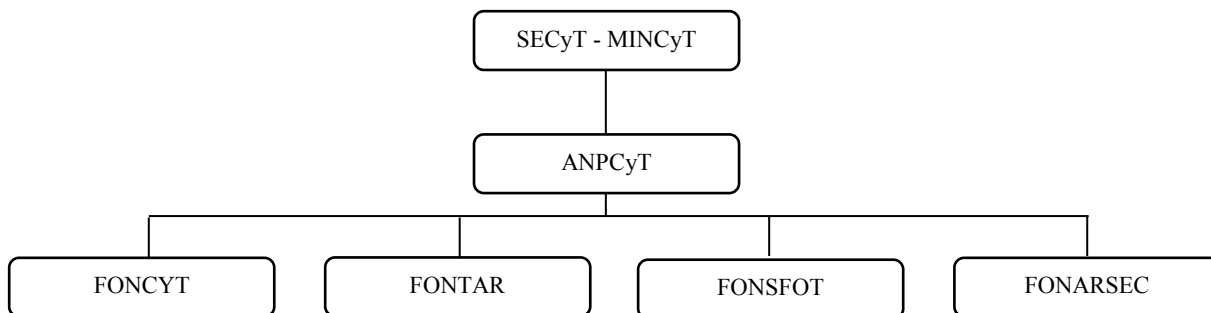 SECyT - MINCyT
ANPCyT
FONCYT
FONTAR
FONSFOT
FONARSEC